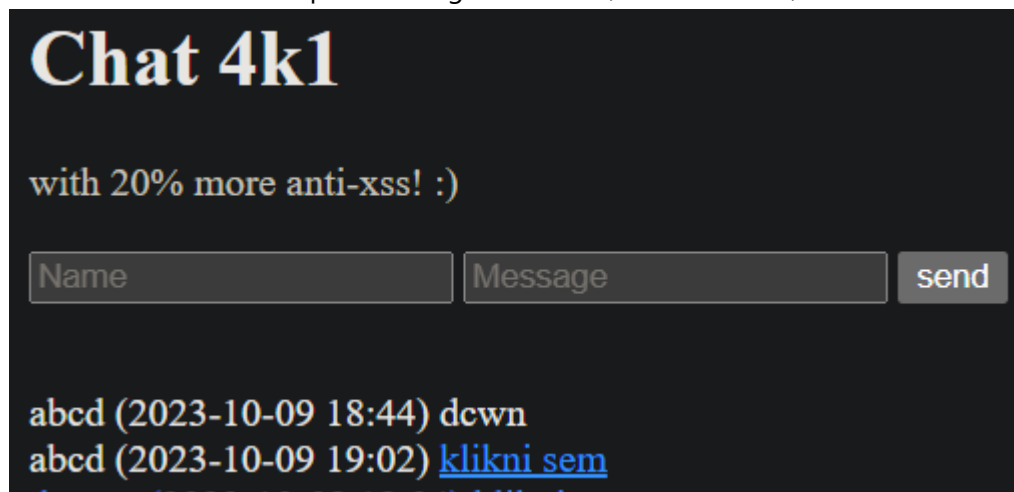 Chat 4k1
with 20% more anti-xss! :)
Name Message send
abcd (2023-10-09 18:44) dcwn
abcd (2023-10-09 19:02) klikni sem